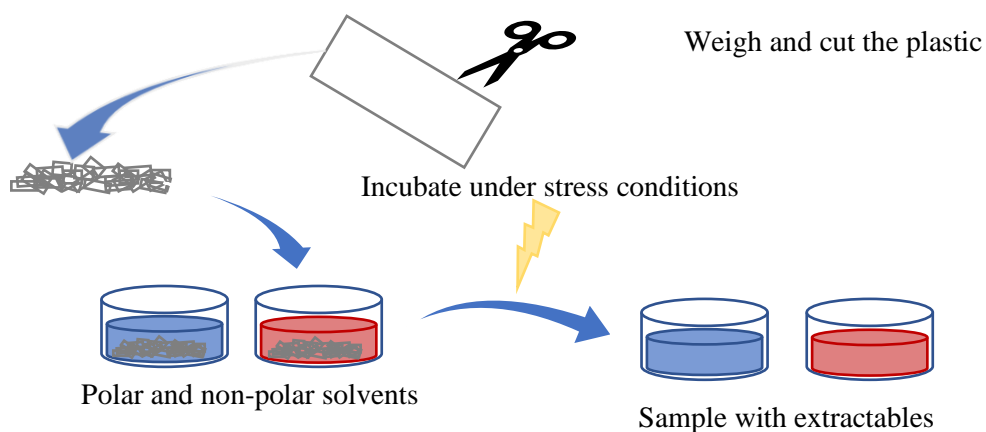 Weigh and cut the plastic
Incubate under stress conditions
Polar and non-polar solvents
Sample with extractables